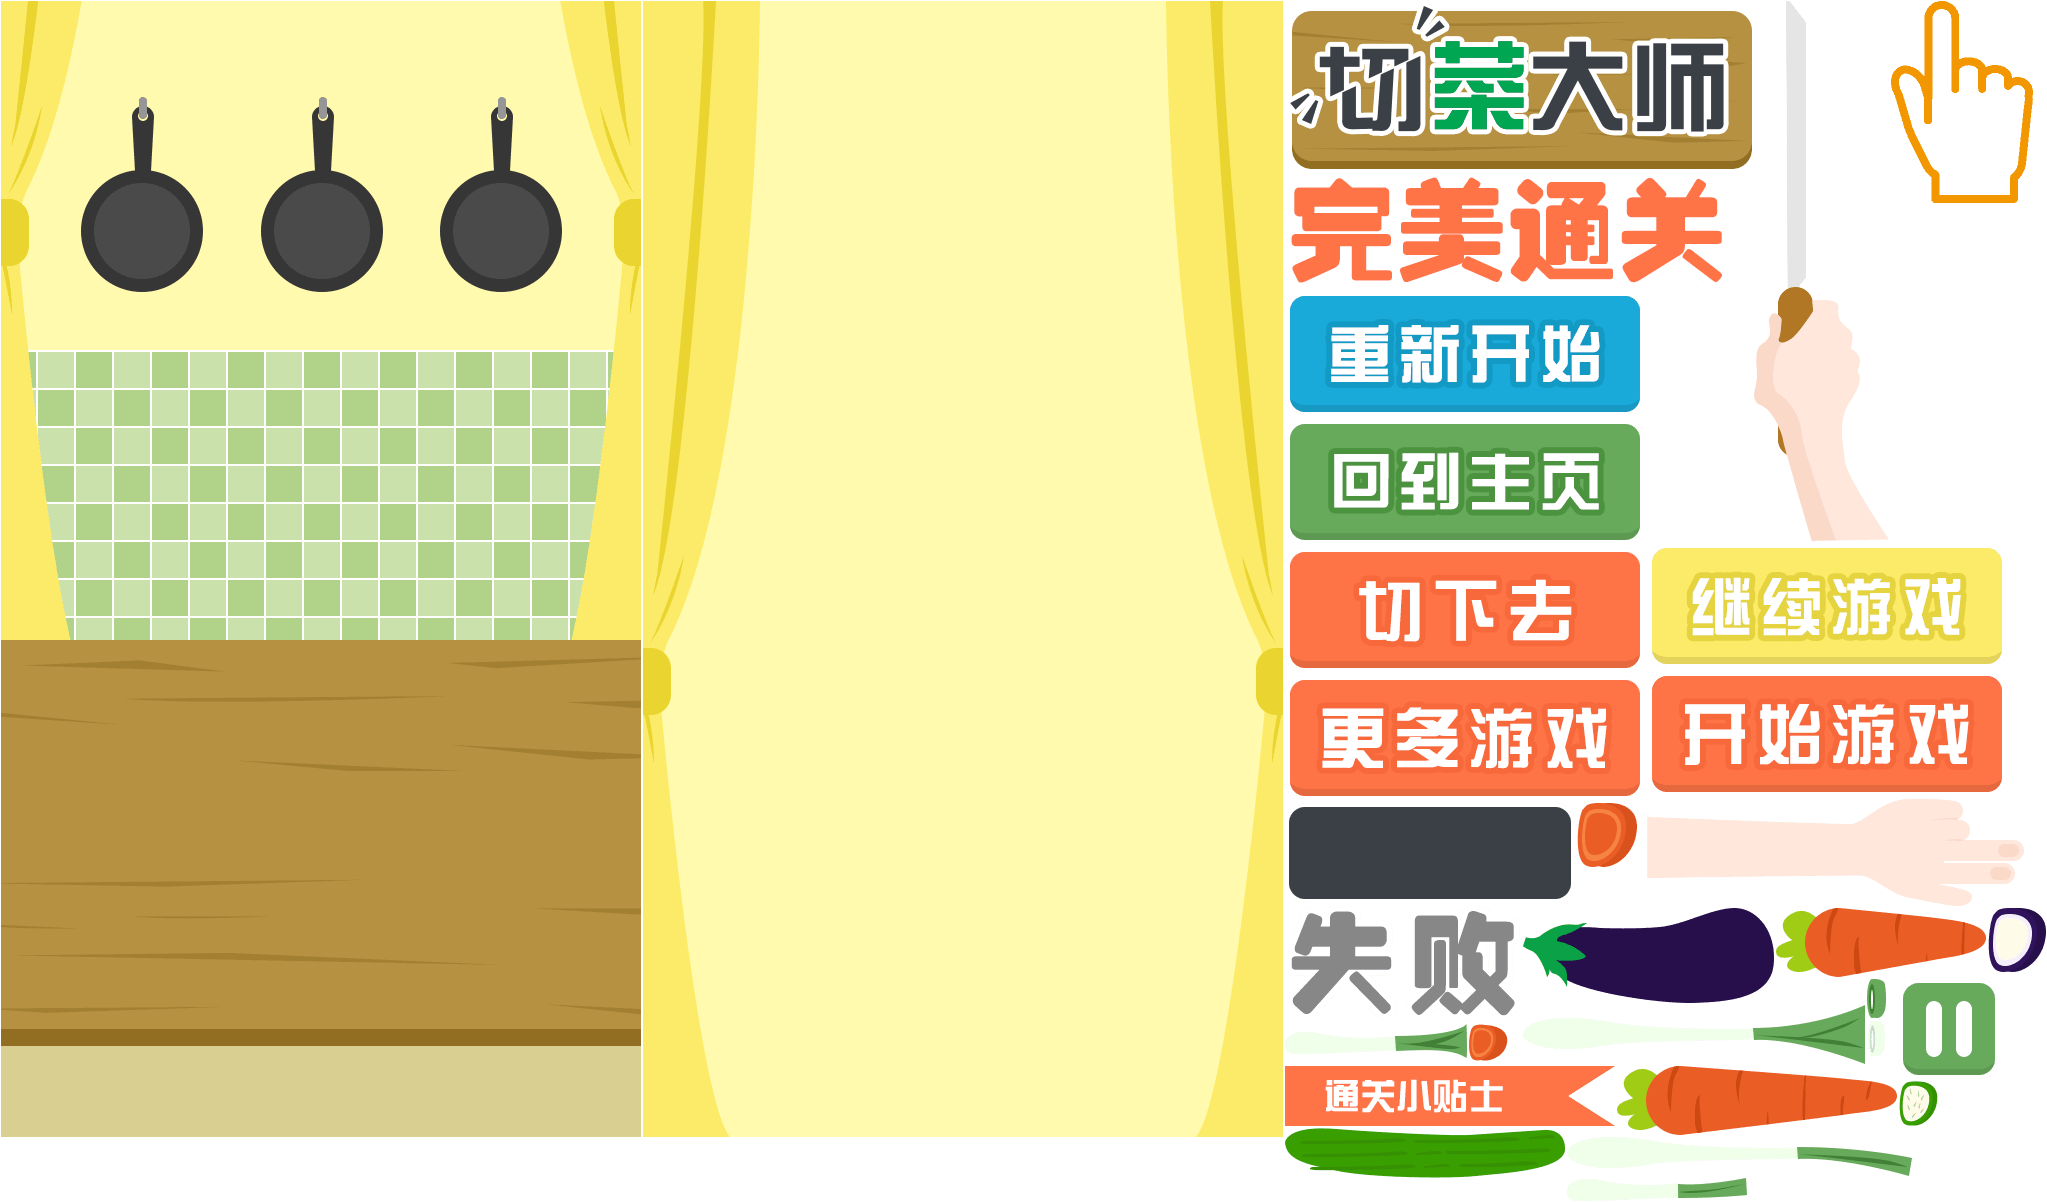 切菜大师
完美通关
重新开始
回到主页
切下去
继续游戏
更多游戏
开始游戏
失败
通关小贴士